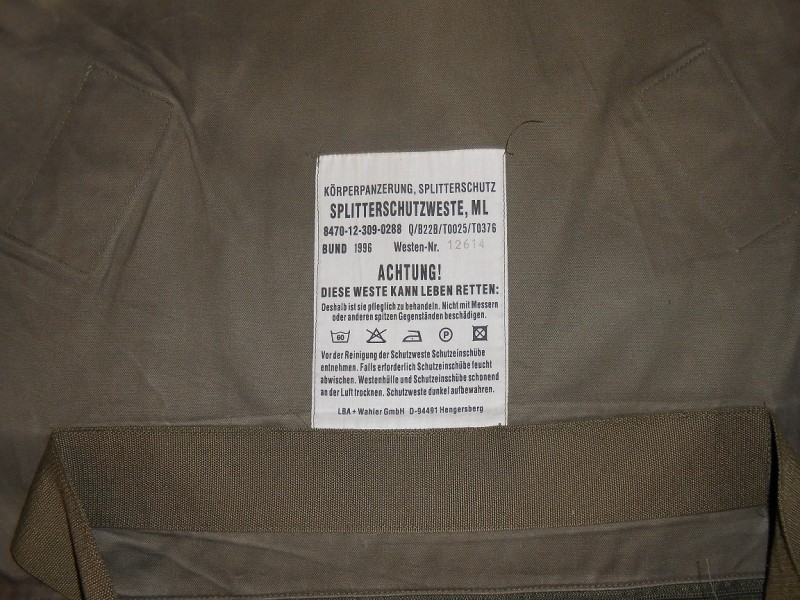 KÖRPERPANZERUNG, SPLITTERSCHUTZ
SPLITTERSCHUTZWESTE, ML
8470-12-309-0288 Q/B22B/T0025/T0376
BUND 1996 Westen-Nr. 12614
ACHTUNG!
DIESE WESTE KANN LEBEN RETTEN:
Deshalb ist sie pfleglich zu behandeln. Nicht mit Messern
oder anderen spitzen Gegenständen beschädigen.
60 P
Vor der Reinigung der Schutzweste Schutzeinschübe
entnehmen. Falls erforderlich Schutzeinschübe feucht
abwischen. Westenhülle und Schutzeinschübe schonend
an der Luft trocknen. Schutzweste dunkel aufbewahren.
LBA + Wahler GmbH D-94491 Hengersberg